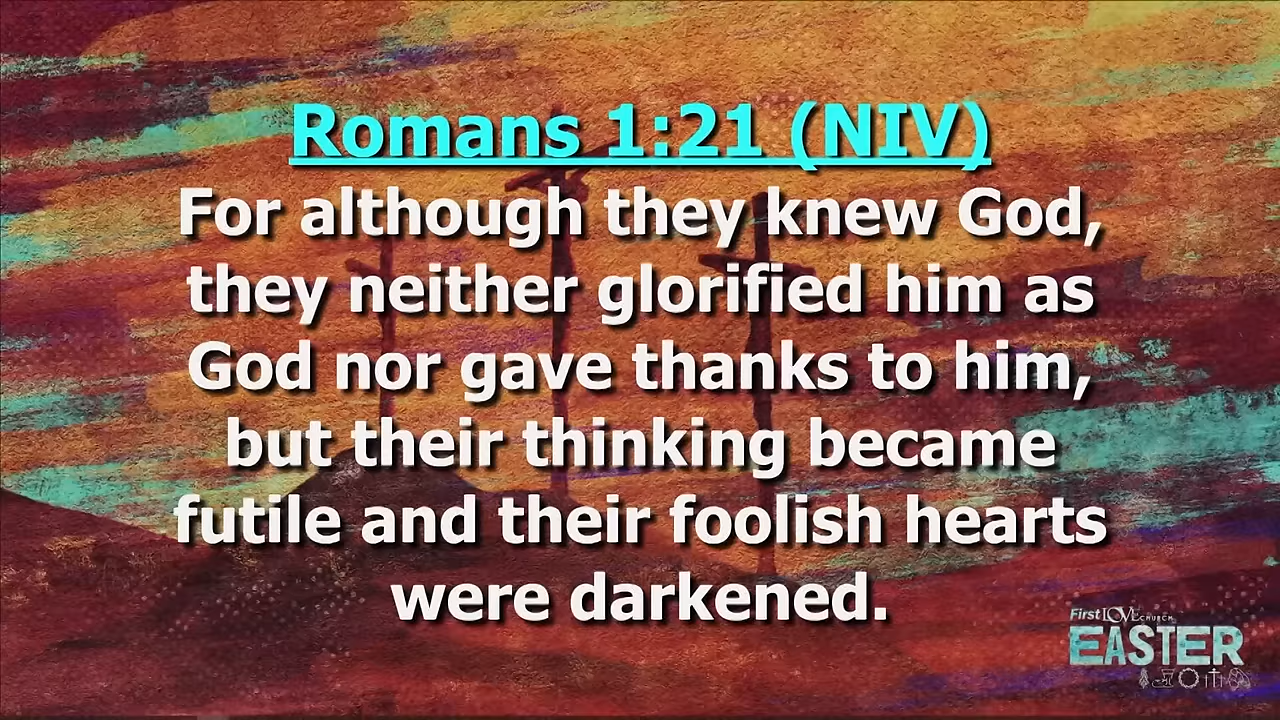 Romans 1:21 (NIV)
For although they knew God,
they neither glorified him as
God nor gave thanks to him,
but their thinking became
futile and their foolish hearts
were darkened.
First LOVE CHURCH
EASTER